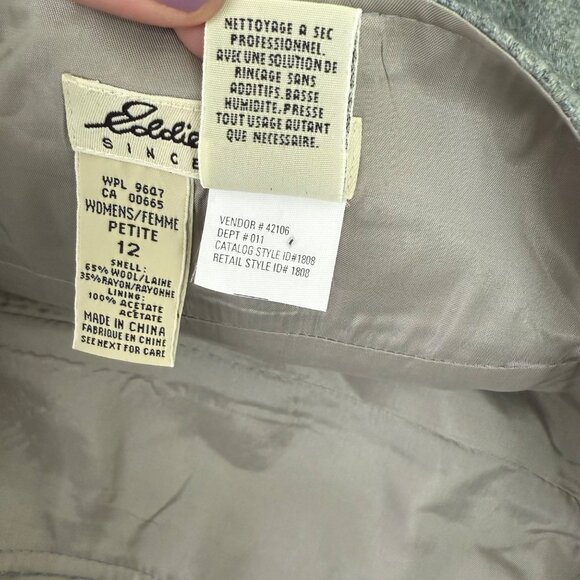 NETTOYAGE A SEC
PROFESSIONNEL.
AVEC UNE SOLUTION DE
RINCAGE SANS
ADDITIFS. BASSE
HUMIDITE. PRESSE
TOUT USAGE AUTANT
QUE NECESSAIRE.
Eddie
SINCE
WPL 9607
CA 00665
WOMENS/FEMME
PETITE
12
SHELL:
65% WOOL/LAINE
35% RAYON/RAYONNE
LINING:
100% ACETATE
ACETATE
MADE IN CHINA
FABRIQUE EN CHINE
SEE NEXT FOR CARE
VENDOR # 42106
DEPT # 011
CATALOG STYLE ID#1808
RETAIL STYLE ID# 1808